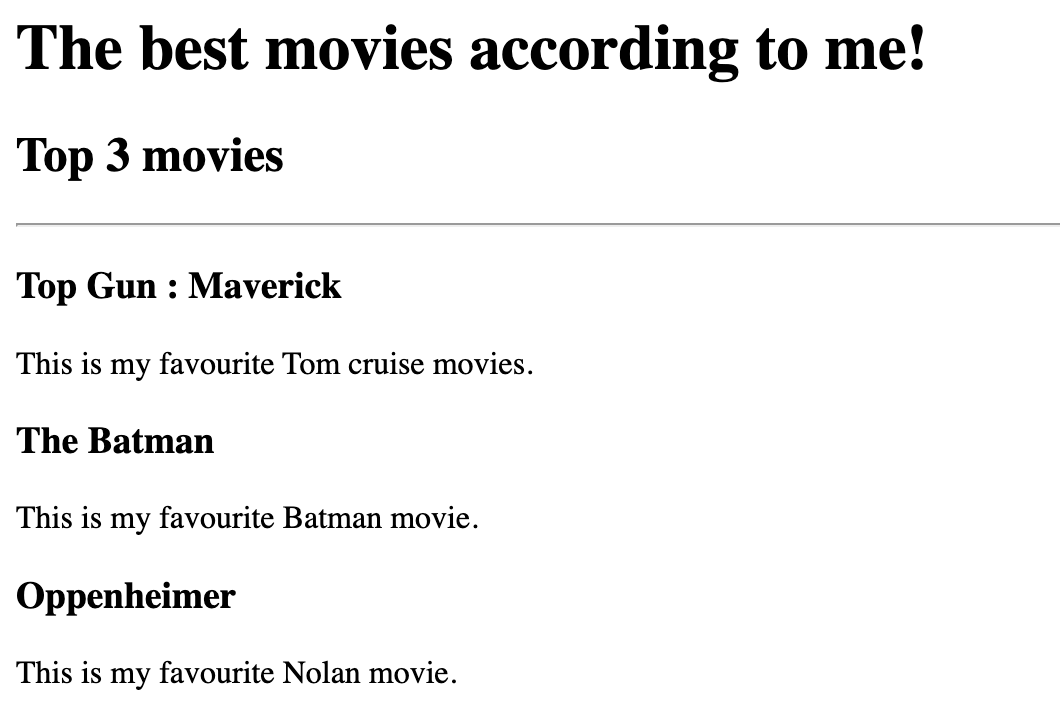 The best movies according to me!
Top 3 movies
Top Gun : Maverick
This is my favourite Tom cruise movies.
The Batman
This is my favourite Batman movie.
Oppenheimer
This is my favourite Nolan movie.